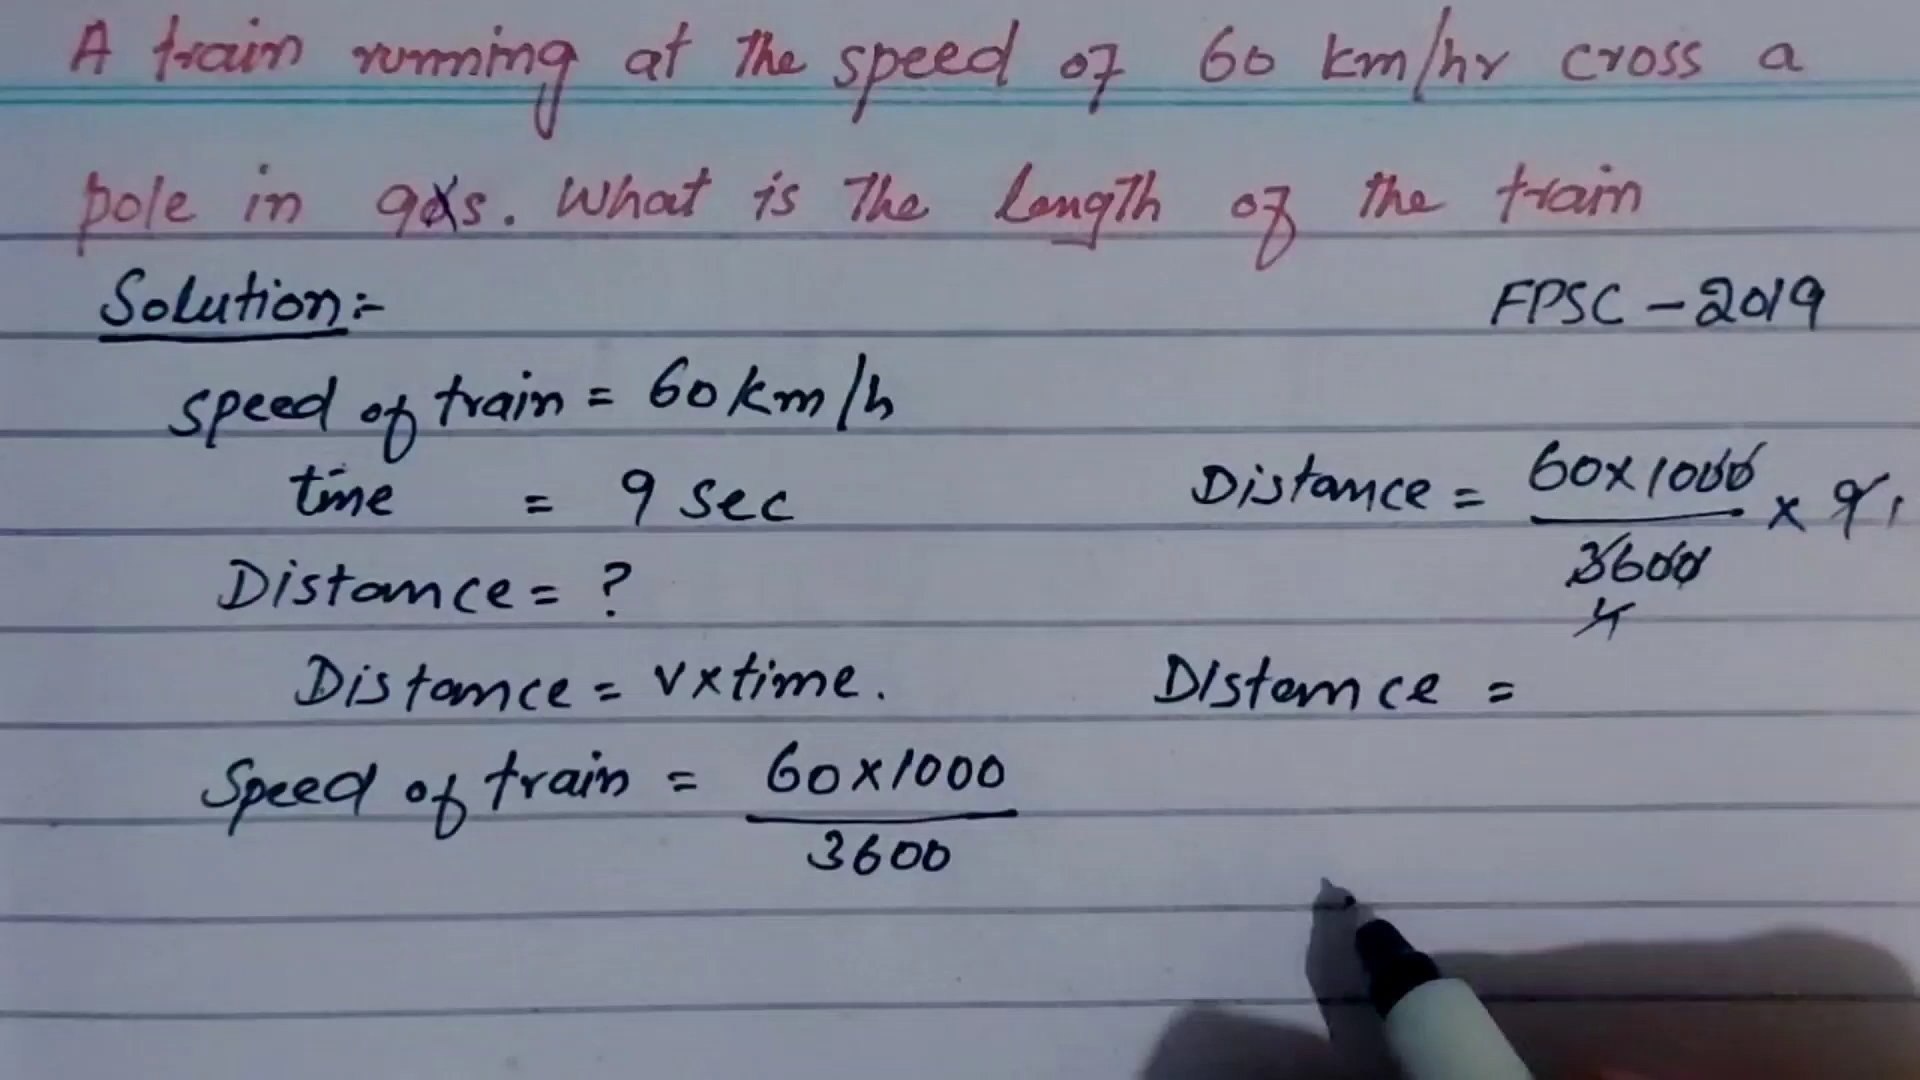 A train running at the speed of 60 km/hr cross a
pole in 9s. What is the length of the train
Solution:-
FPSC - 2019
speed of train = 60 km/h
time = 9 sec
Distance = ?
Distance = v x time.
Speed of train = 60x1000
3600
Distance = 60x1000 x 9
3600
4
Distance =